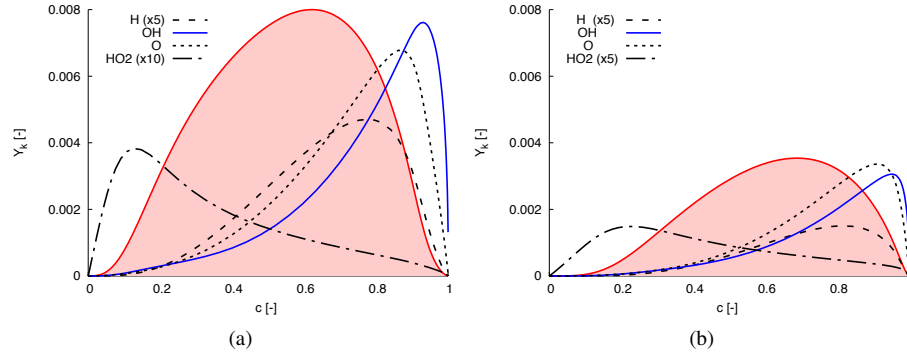 0.008
0.006
0.004
0.002
0
Y_k [-]
H (x5)
OH
O
HO2 (x10)
0 0.2 0.4 0.6 0.8 1
c [-]
(a)
0.008
0.006
0.004
0.002
0
Y_k [-]
H (x5)
OH
O
HO2 (x5)
0 0.2 0.4 0.6 0.8
c [-]
(b)